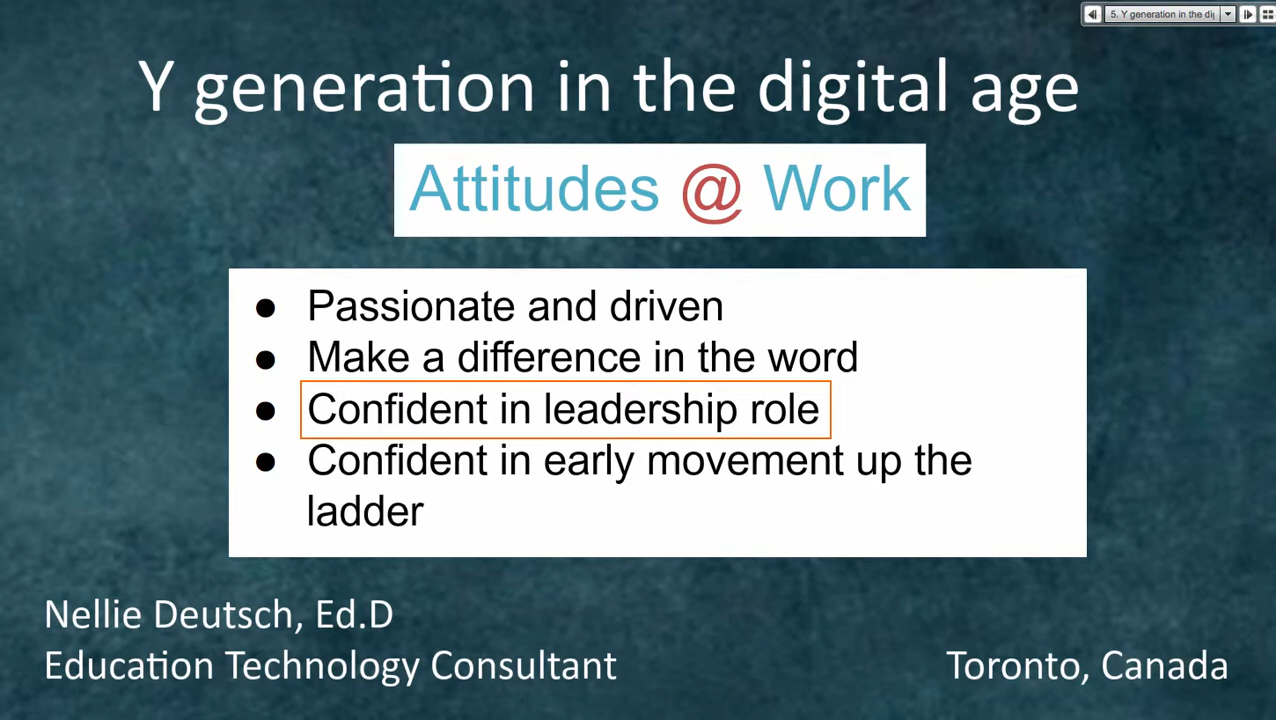 5. Y generation in the dig
Y generation in the digital age
Attitudes @ Work
● Passionate and driven
● Make a difference in the word
● Confident in leadership role
● Confident in early movement up the
ladder
Nellie Deutsch, Ed.D
Education Technology Consultant
Toronto, Canada